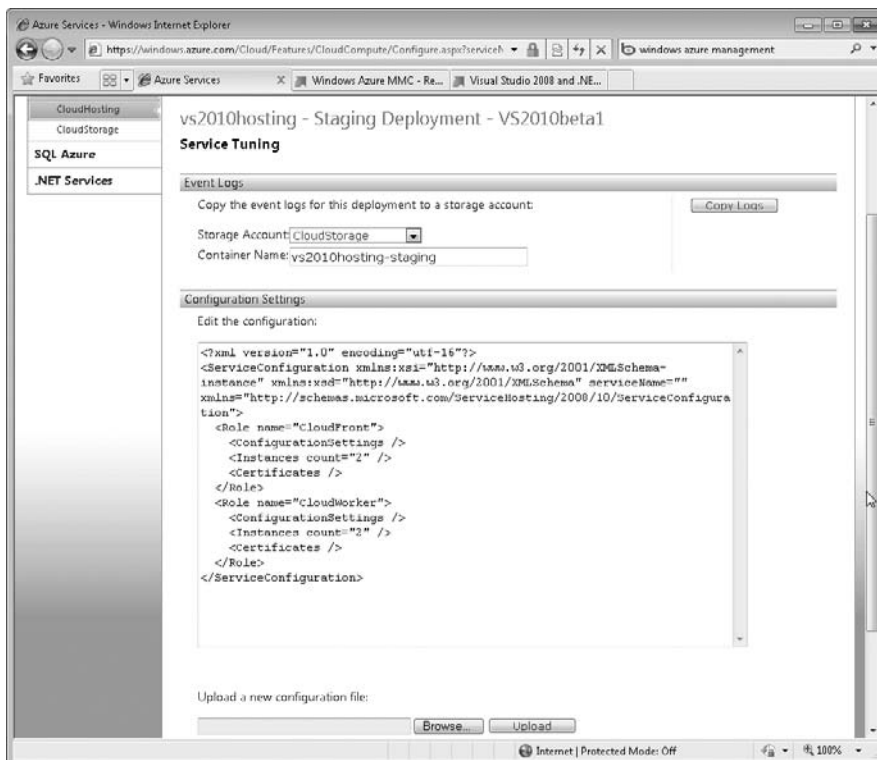 Azure Services - Windows Internet Explorer
https://windows.azure.com/Cloud/Features/CloudCompute/Configure.aspx?serviceN
windows azure management
Favorites
Azure Services
Windows Azure MMC - Re...
Visual Studio 2008 and .NE...
CloudHosting
CloudStorage
SQL Azure
.NET Services
vs2010hosting - Staging Deployment - VS2010beta1
Service Tuning
Event Logs
Copy the event logs for this deployment to a storage account:
Copy Logs
Storage Account: CloudStorage
Container Name: vs2010hosting-staging
Configuration Settings
Edit the configuration:
<?xml version="1.0" encoding="utf-16"?>
<ServiceConfiguration xmlns:xsi="http://www.w3.org/2001/XMLSchema-
instance" xmlns:xsd="http://www.w3.org/2001/XMLSchema" serviceName=""
xmlns="http://schemas.microsoft.com/ServiceHosting/2008/10/ServiceConfigura
tion">
<Role name="CloudFront">
<ConfigurationSettings />
<Instances count="2" />
<Certificates />
</Role>
<Role name="CloudWorker">
<ConfigurationSettings />
<Instances count="2" />
<Certificates />
</Role>
</ServiceConfiguration>
Upload a new configuration file:
Browse...
Upload
Internet | Protected Mode: Off
100%